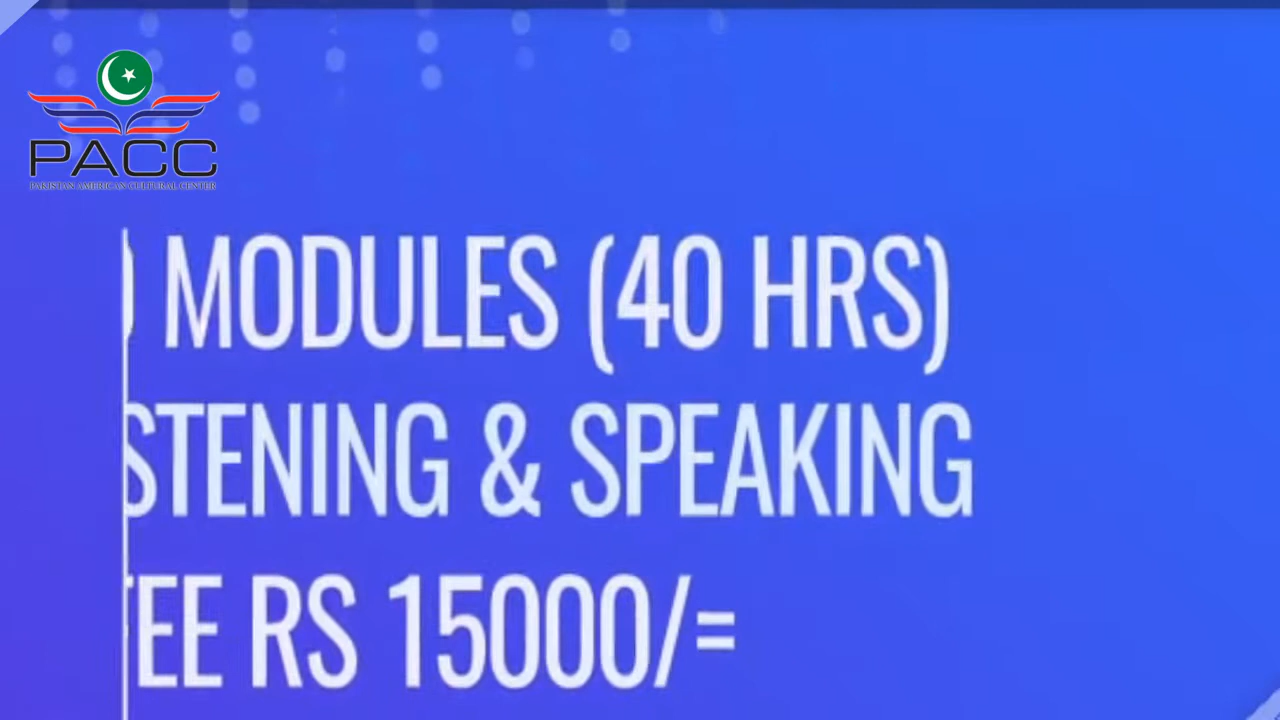 PACC
PAKISTAN AMERICAN CULTURAL CENTER
MODULES (40 HRS)
STENING & SPEAKING
EE RS 15000/=